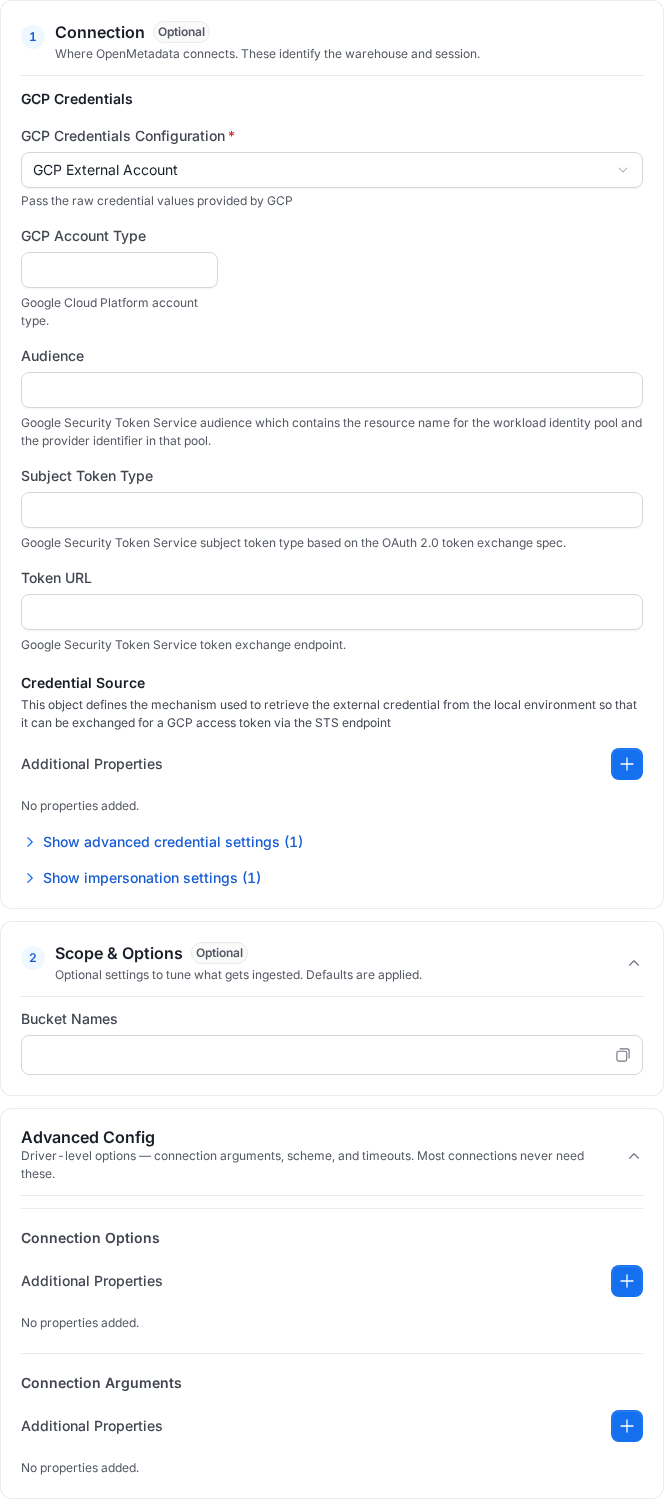 1
Connection
Optional
Where OpenMetadata connects. These identify the warehouse and session.
GCP Credentials
GCP Credentials Configuration *
GCP External Account
Pass the raw credential values provided by GCP
GCP Account Type
Google Cloud Platform account
type.
Audience
Google Security Token Service audience which contains the resource name for the workload identity pool and
the provider identifier in that pool.
Subject Token Type
Google Security Token Service subject token type based on the OAuth 2.0 token exchange spec.
Token URL
Google Security Token Service token exchange endpoint.
Credential Source
This object defines the mechanism used to retrieve the external credential from the local environment so that
it can be exchanged for a GCP access token via the STS endpoint
Additional Properties
No properties added.
Show advanced credential settings (1)
Show impersonation settings (1)
2
Scope & Options
Optional
Optional settings to tune what gets ingested. Defaults are applied.
Bucket Names
Advanced Config
Driver-level options — connection arguments, scheme, and timeouts. Most connections never need
these.
Connection Options
Additional Properties
No properties added.
Connection Arguments
Additional Properties
No properties added.